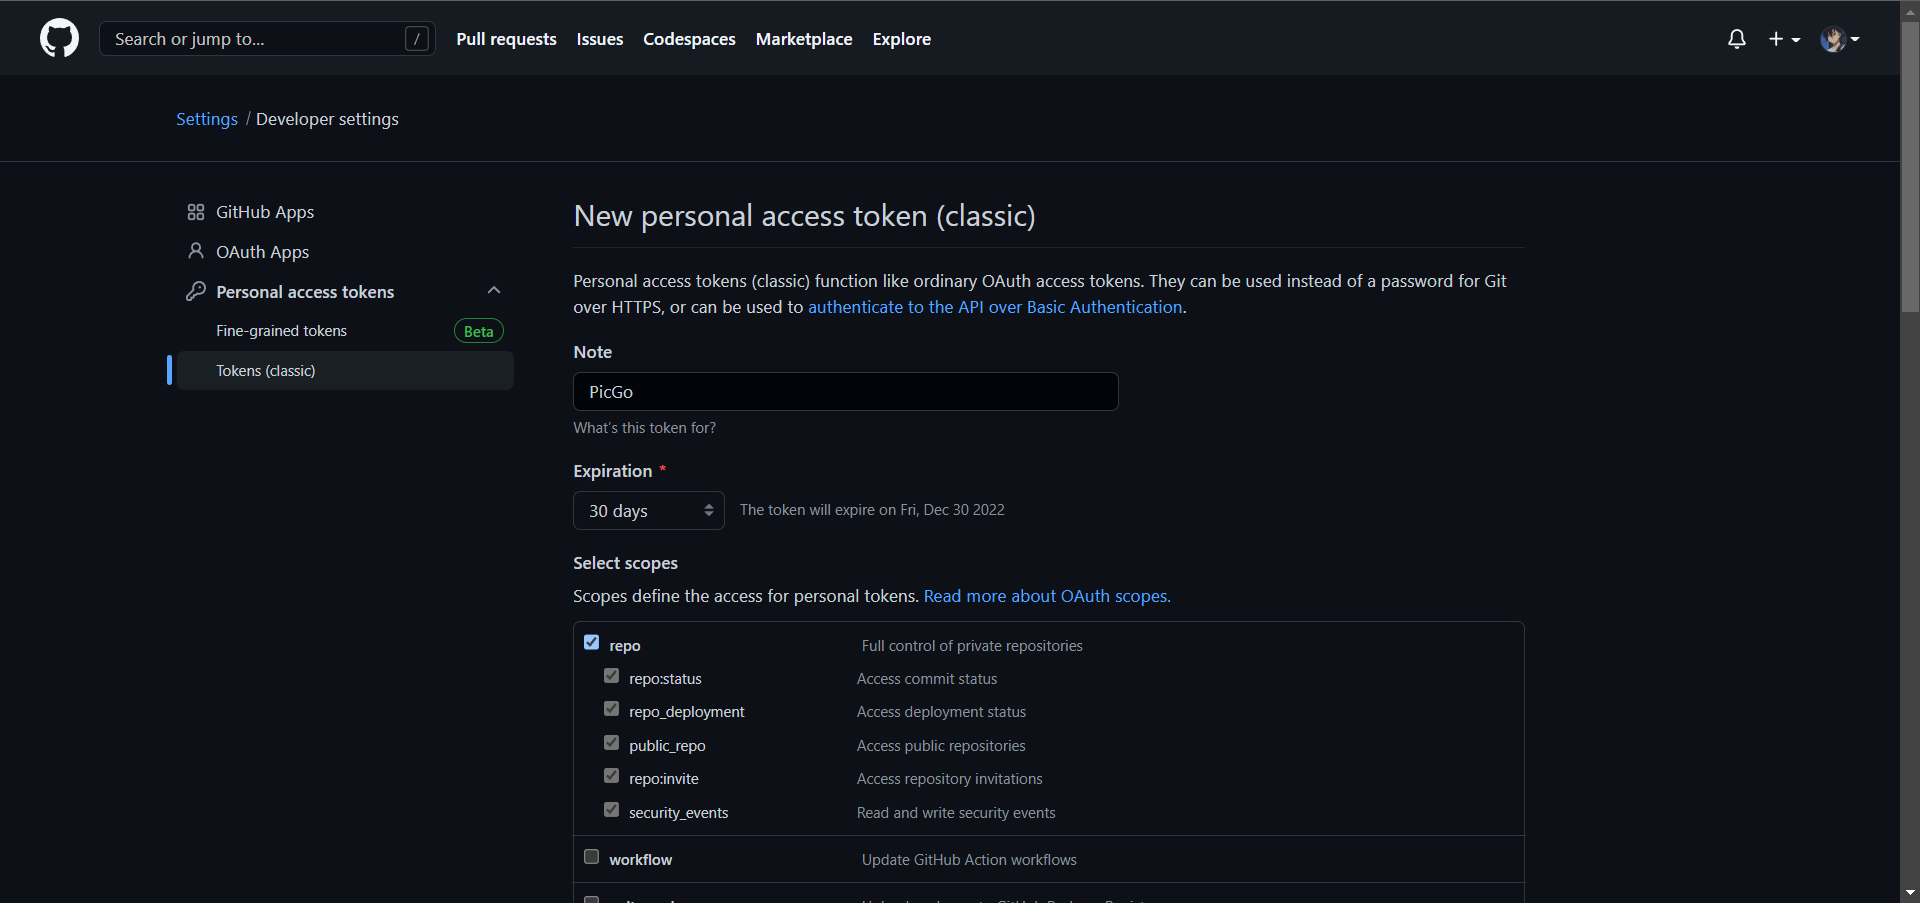 Search or jump to... /
Pull requests Issues Codespaces Marketplace Explore
Settings / Developer settings
GitHub Apps
OAuth Apps
Personal access tokens
Fine-grained tokens Beta
Tokens (classic)
New personal access token (classic)
Personal access tokens (classic) function like ordinary OAuth access tokens. They can be used instead of a password for Git
over HTTPS, or can be used to authenticate to the API over Basic Authentication.
Note
PicGo
What's this token for?
Expiration *
30 days The token will expire on Fri, Dec 30 2022
Select scopes
Scopes define the access for personal tokens. Read more about OAuth scopes.
repo Full control of private repositories
repo:status Access commit status
repo_deployment Access deployment status
public_repo Access public repositories
repo:invite Access repository invitations
security_events Read and write security events
workflow Update GitHub Action workflows